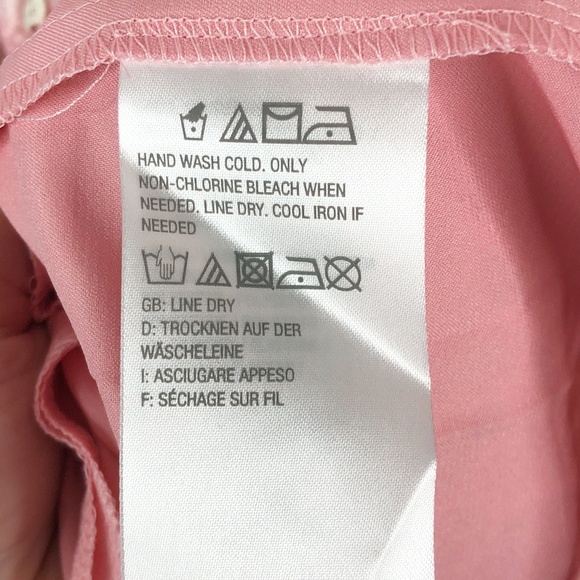 HAND WASH COLD. ONLY
NON-CHLORINE BLEACH WHEN
NEEDED. LINE DRY. COOL IRON IF
NEEDED
GB: LINE DRY
D: TROCKNEN AUF DER
WÄSCHELEINE
I: ASCIUGARE APPESO
F: SÉCHAGE SUR FIL